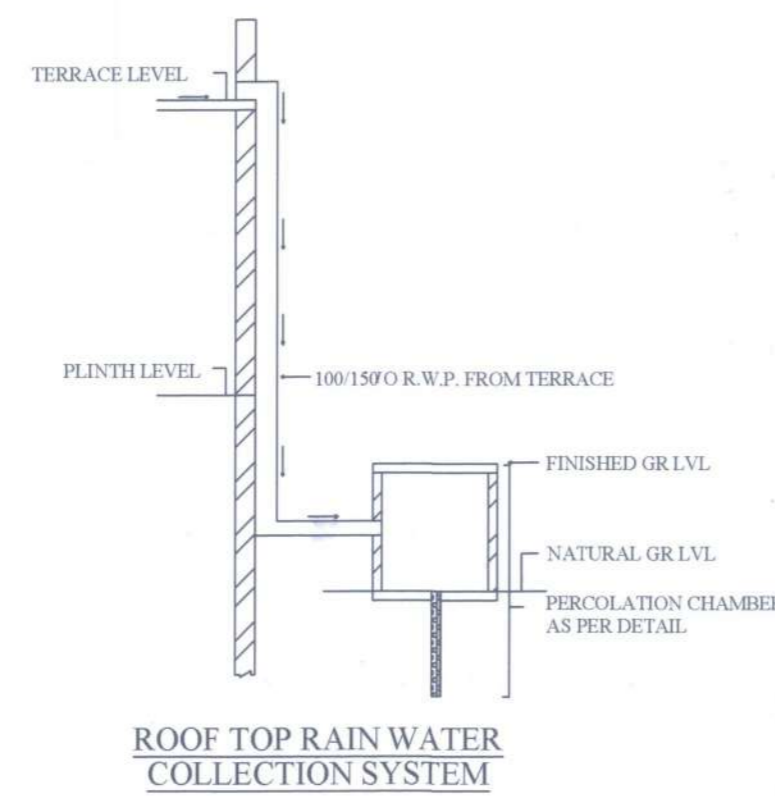 TERRACE LEVEL
PLINTH LEVEL
100/150'O R.W.P. FROM TERRACE
FINISHED GR LVL
NATURAL GR LVL
PERCOLATION CHAMBER
AS PER DETAIL
ROOF TOP RAIN WATER
COLLECTION SYSTEM